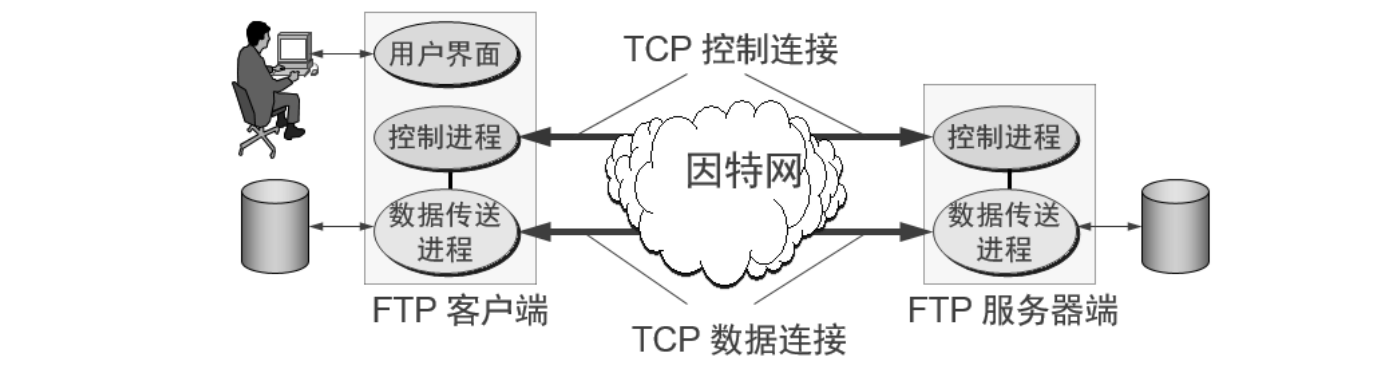 用户界面
TCP 控制连接
控制进程
因特网
控制进程
数据传送
进程
数据传送
进程
FTP 客户端
FTP 服务器端
TCP 数据连接